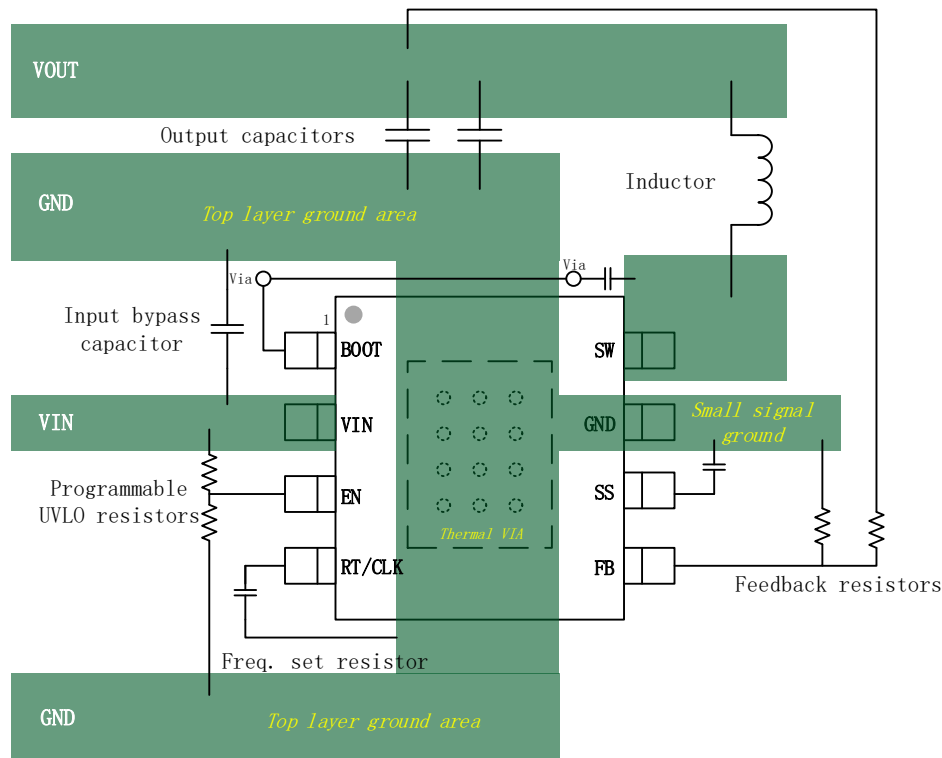 VOUT
Output capacitors
Inductor
GND
Top layer ground area
Via
Via
Input bypass
capacitor
1
BOOT
SW
VIN
VIN
GND
Small signal
ground
Programmable
UVLO resistors
EN
SS
Thermal VIA
RT/CLK
FB
Feedback resistors
Freq. set resistor
GND
Top layer ground area